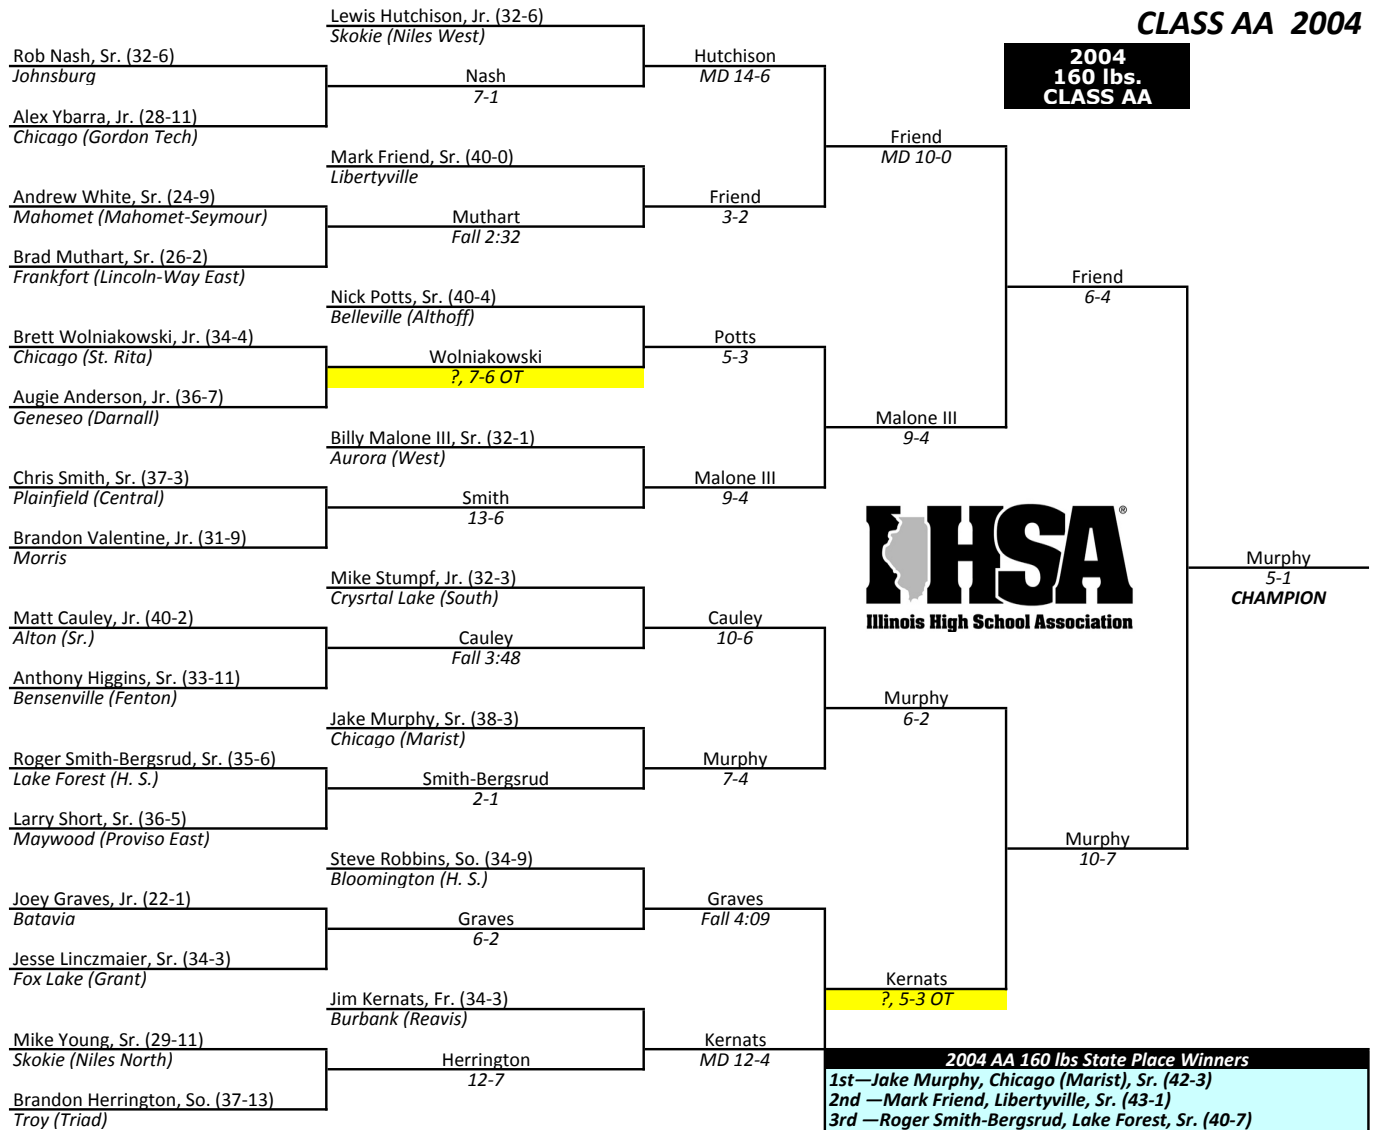 CLASS AA 2004
2004
160 lbs.
CLASS AA
Lewis Hutchison, Jr. (32-6)
Skokie (Niles West)
Rob Nash, Sr. (32-6)
Johnsburg
Nash
7-1
Alex Ybarra, Jr. (28-11)
Chicago (Gordon Tech)
Hutchison
MD 14-6
Mark Friend, Sr. (40-0)
Libertyville
Andrew White, Sr. (24-9)
Mahomet (Mahomet-Seymour)
Muthart
Fall 2:32
Brad Muthart, Sr. (26-2)
Frankfort (Lincoln-Way East)
Friend
3-2
Friend
MD 10-0
Nick Potts, Sr. (40-4)
Belleville (Althoff)
Brett Wolniakowski, Jr. (34-4)
Chicago (St. Rita)
Wolniakowski
?, 7-6 OT
Augie Anderson, Jr. (36-7)
Geneseo (Darnall)
Potts
5-3
Billy Malone III, Sr. (32-1)
Aurora (West)
Chris Smith, Sr. (37-3)
Plainfield (Central)
Smith
13-6
Brandon Valentine, Jr. (31-9)
Morris
Malone III
9-4
Malone III
9-4
Friend
6-4
IHSA®
Illinois High School Association
Murphy
5-1
CHAMPION
Mike Stumpf, Jr. (32-3)
Crysrtal Lake (South)
Matt Cauley, Jr. (40-2)
Alton (Sr.)
Cauley
Fall 3:48
Anthony Higgins, Sr. (33-11)
Bensenville (Fenton)
Cauley
10-6
Jake Murphy, Sr. (38-3)
Chicago (Marist)
Roger Smith-Bergsrud, Sr. (35-6)
Lake Forest (H. S.)
Smith-Bergsrud
2-1
Larry Short, Sr. (36-5)
Maywood (Proviso East)
Murphy
7-4
Murphy
6-2
Steve Robbins, So. (34-9)
Bloomington (H. S.)
Joey Graves, Jr. (22-1)
Batavia
Graves
6-2
Jesse Linczmaier, Sr. (34-3)
Fox Lake (Grant)
Graves
Fall 4:09
Jim Kernats, Fr. (34-3)
Burbank (Reavis)
Mike Young, Sr. (29-11)
Skokie (Niles North)
Herrington
12-7
Brandon Herrington, So. (37-13)
Troy (Triad)
Kernats
MD 12-4
Kernats
?, 5-3 OT
Murphy
10-7
2004 AA 160 lbs State Place Winners
1st—Jake Murphy, Chicago (Marist), Sr. (42-3)
2nd —Mark Friend, Libertyville, Sr. (43-1)
3rd —Roger Smith-Bergsrud, Lake Forest, Sr. (40-7)